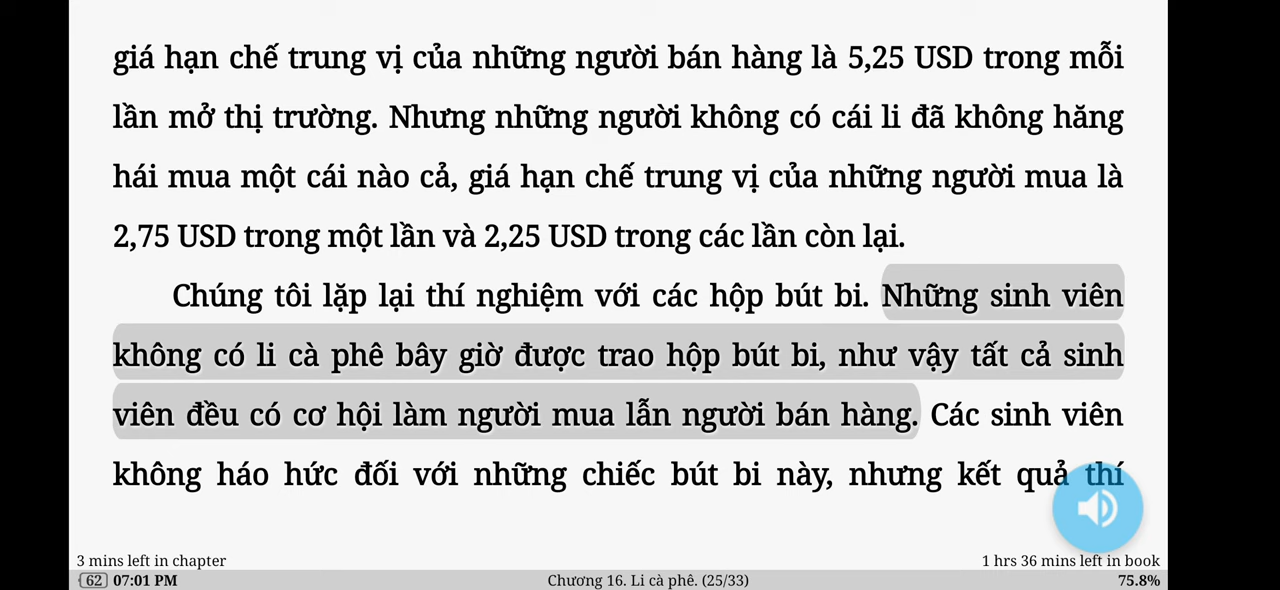 giá hạn chế trung vị của những người bán hàng là 5,25 USD trong mỗi
lần mở thị trường. Nhưng những người không có cái li đã không hăng
hái mua một cái nào cả, giá hạn chế trung vị của những người mua là
2,75 USD trong một lần và 2,25 USD trong các lần còn lại.
Chúng tôi lặp lại thí nghiệm với các hộp bút bi. Những sinh viên
không có li cà phê bây giờ được trao hộp bút bi, như vậy tất cả sinh
viên đều có cơ hội làm người mua lẫn người bán hàng. Các sinh viên
không háo hức đối với những chiếc bút bi này, nhưng kết quả thí
3 mins left in chapter
1 hrs 36 mins left in book
62 07:01 PM
Chương 16. Li cà phê. (25/33)
75.8%